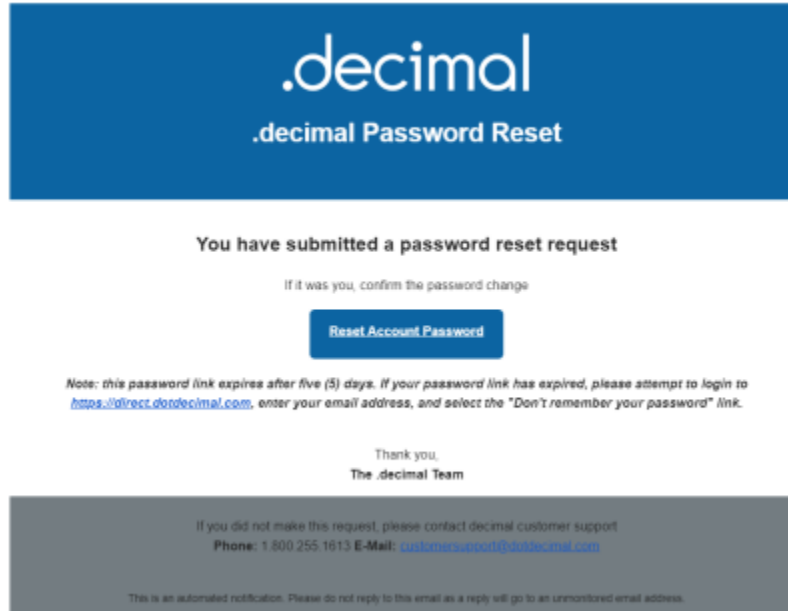 .decimal
.decimal Password Reset
You have submitted a password reset request
If it was you, confirm the password change
Reset Account Password
Note: this password link expires after five (5) days. If your password link has expired, please attempt to login to
https://direct.dotdecimal.com, enter your email address, and select the "Don't remember your password" link.
Thank you,
The .decimal Team
If you did not make this request, please contact decimal customer support
Phone: 1.800.255.1613 E-Mail: customersupport@dotdecimal.com
This is an automated notification. Please do not reply to this email as a reply will go to an unmonitored email address.